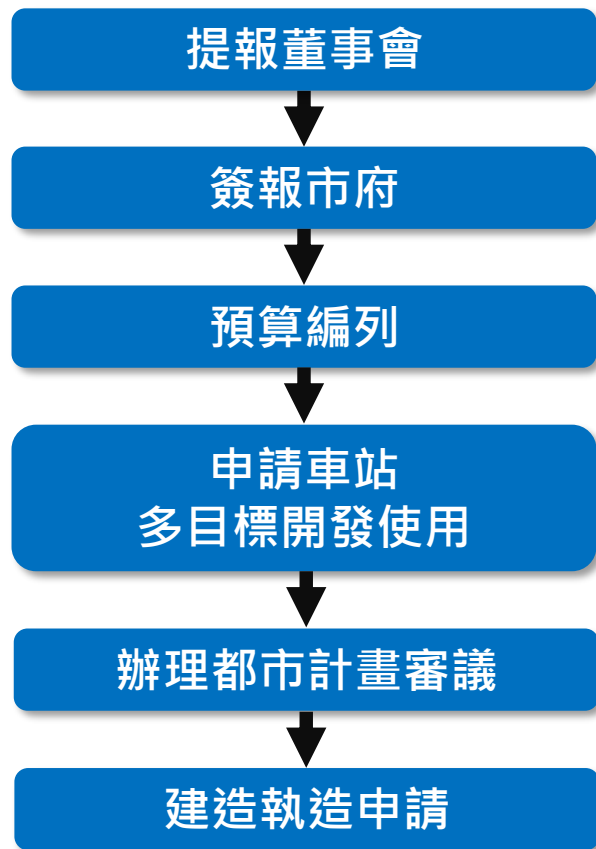 提報董事會
簽報市府
預算編列
申請車站
多目標開發使用
辦理都市計畫審議
建造執造申請